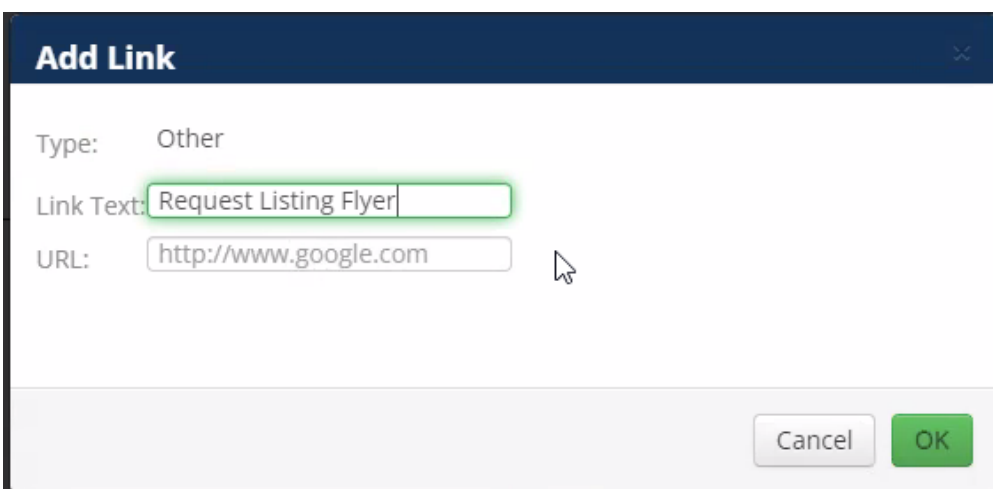 Add Link
Type: Other
Link Text: Request Listing Flyer
URL: http://www.google.com
Cancel OK